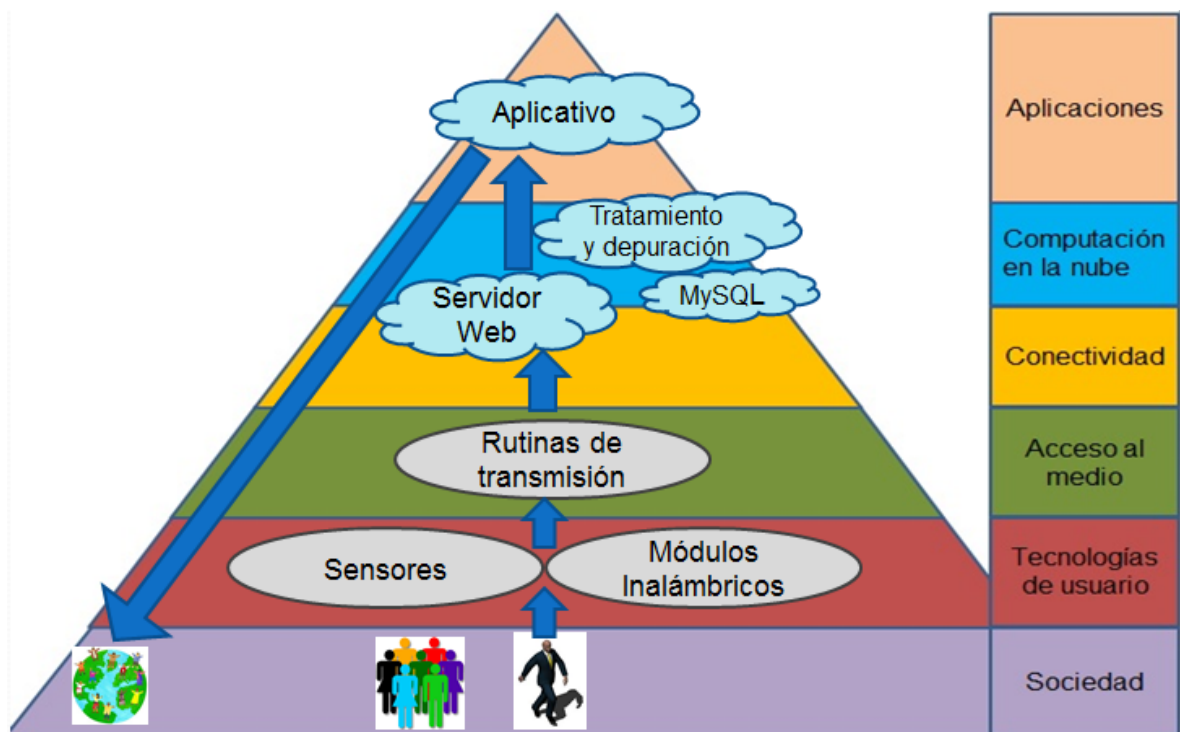 Aplicativo
Tratamiento
y depuración
Servidor
Web
MySQL
Rutinas de
transmisión
Sensores
Módulos
Inalámbricos
Aplicaciones
Computación
en la nube
Conectividad
Acceso al
medio
Tecnologías
de usuario
Sociedad